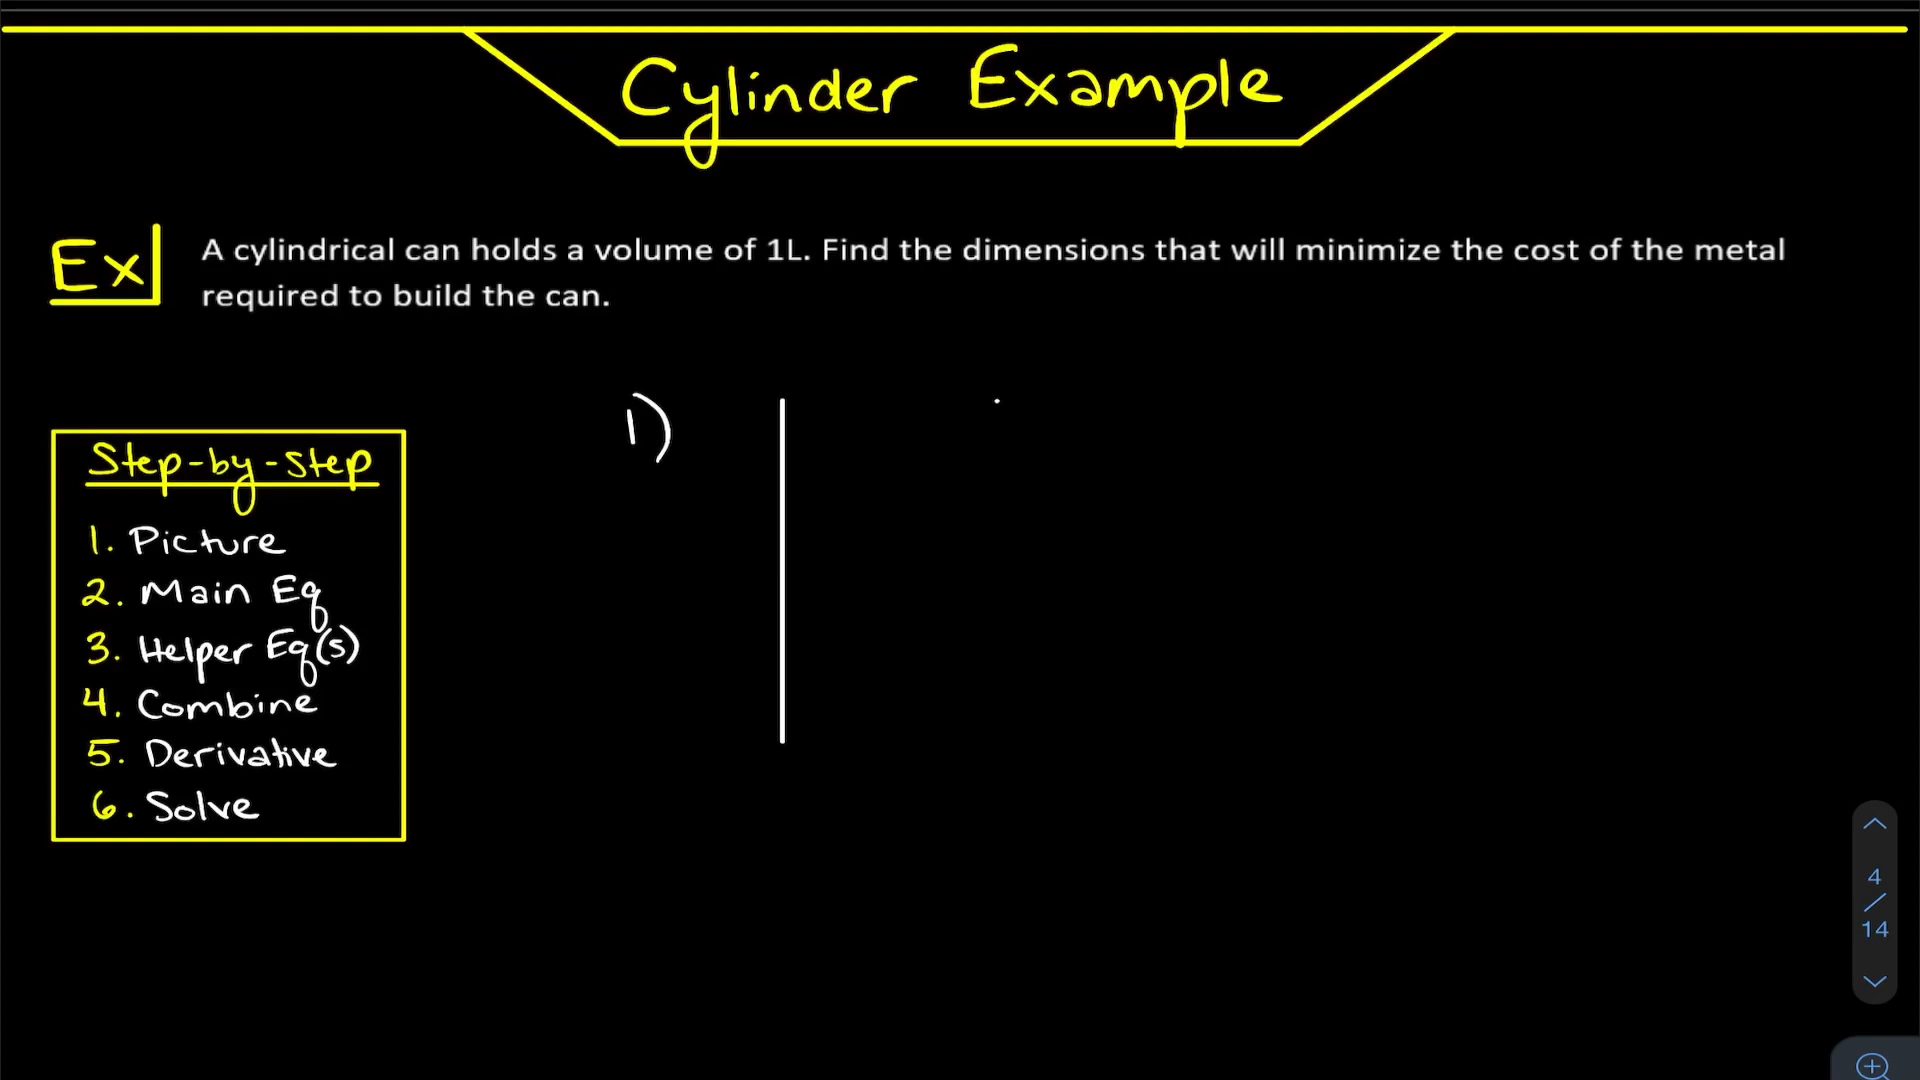 Cylinder Example
Ex
A cylindrical can holds a volume of 1L. Find the dimensions that will minimize the cost of the metal
required to build the can.
1)
Step-by-step
1. Picture
2. Main Eq
3. Helper Eq(s)
4. Combine
5. Derivative
6. Solve
4
/
14